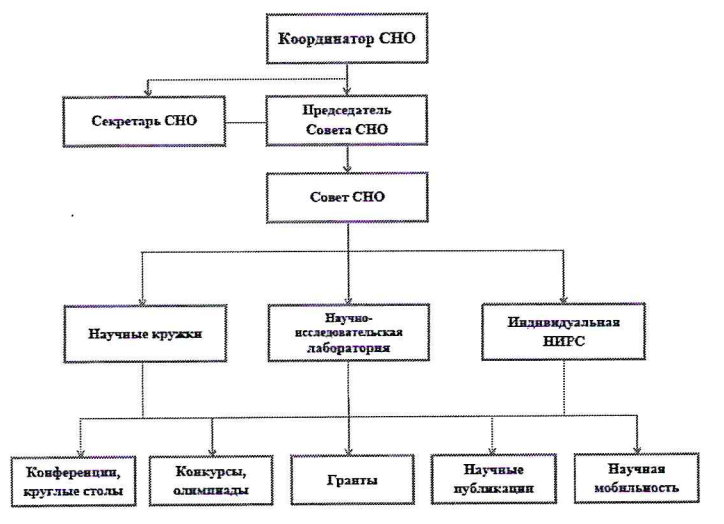 Координатор СНО
Секретарь СНО
Председатель
Совета СНО
Совет СНО
Научные кружки
Научно-
исследовательская
лаборатория
Индивидуальная
НИРС
Конференции,
круглые столы
Конкурсы,
олимпиады
Гранты
Научные
публикации
Научная
мобильность